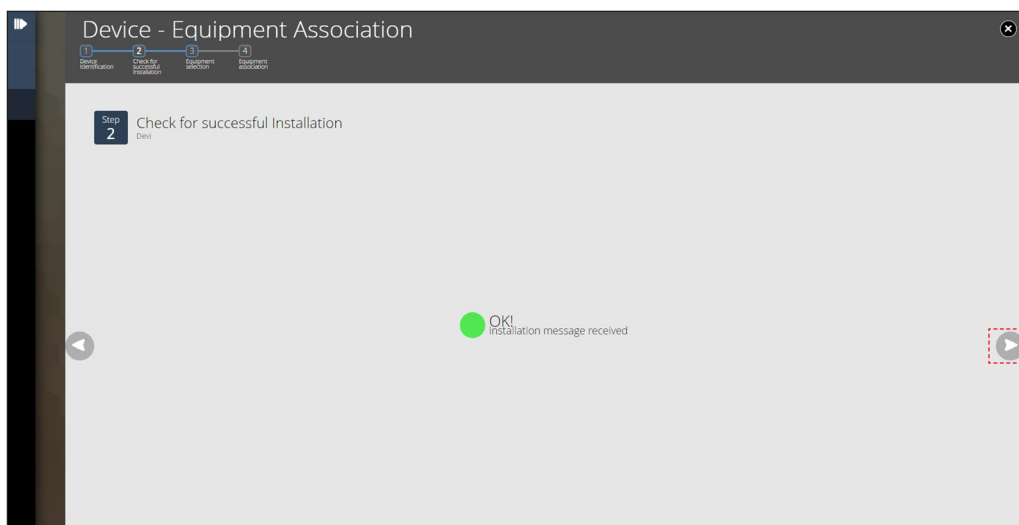 Device - Equipment Association
1 2 3 4
Device Identification
Check for successful Installation
Equipment selection
Equipment association
Step 2
Check for successful Installation
Devi
OK!
Installation message received